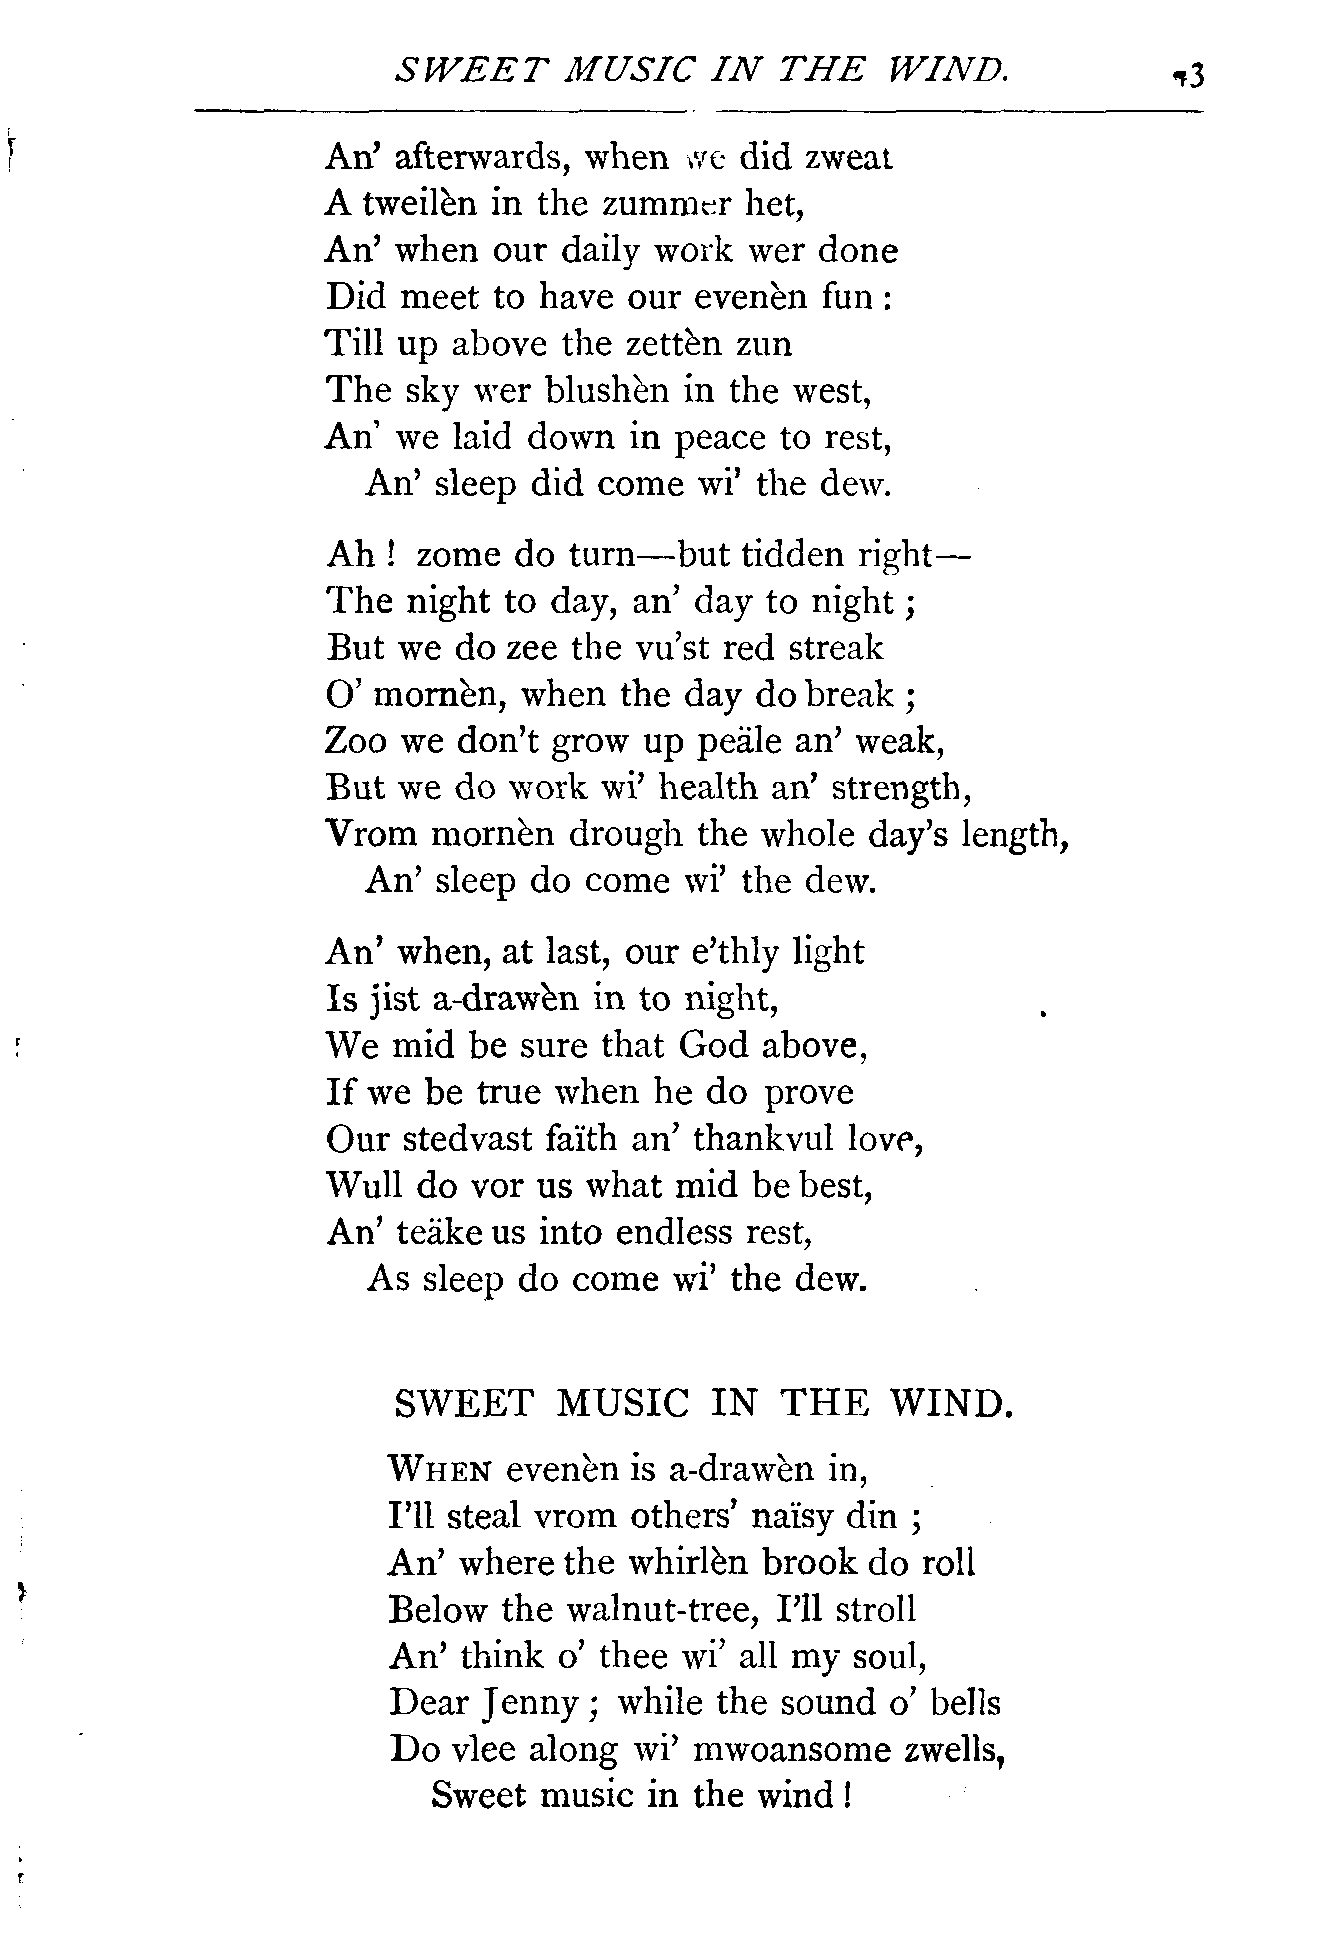 SWEET MUSIC IN THE WIND. 43
An' afterwards, when we did zweat
A tweilèn in the zummer het,
An' when our daily work wer done
Did meet to have our evenèn fun :
Till up above the zettèn zun
The sky wer blushèn in the west,
An' we laid down in peace to rest,
An' sleep did come wi' the dew.
Ah ! zome do turn—but tidden right—
The night to day, an' day to night ;
But we do zee the vu'st red streak
O' mornèn, when the day do break ;
Zoo we don't grow up peäle an' weak,
But we do work wi' health an' strength,
Vrom mornèn drough the whole day's length,
An' sleep do come wi' the dew.
An' when, at last, our e'thly light
Is jist a-drawèn in to night,
We mid be sure that God above,
If we be true when he do prove
Our stedvast faïth an' thankvul love,
Wull do vor us what mid be best,
An' teäke us into endless rest,
As sleep do come wi' the dew.
SWEET MUSIC IN THE WIND.
WHEN evenèn is a-drawèn in,
I'll steal vrom others' naïsy din ;
An' where the whirlèn brook do roll
Below the walnut-tree, I'll stroll
An' think o' thee wi' all my soul,
Dear Jenny ; while the sound o' bells
Do vlee along wi' mwoansome zwells,
Sweet music in the wind !